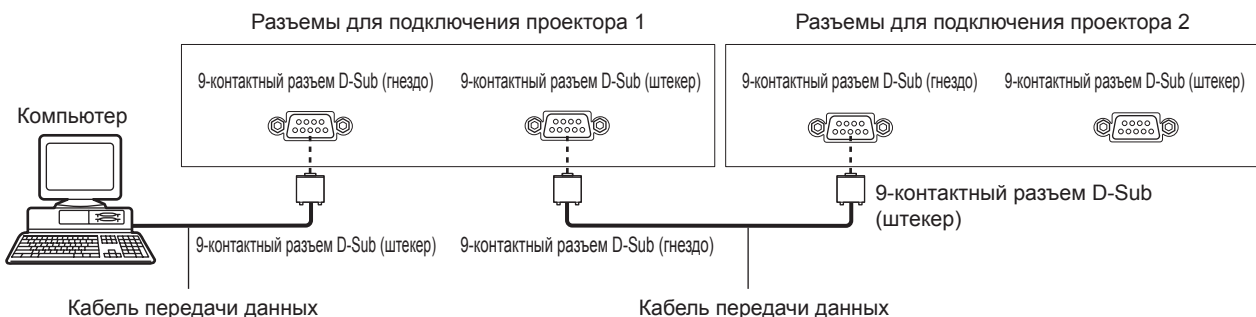 Разъемы для подключения проектора 1
Разъемы для подключения проектора 2
9-контактный разъем D-Sub (гнездо)
9-контактный разъем D-Sub (штекер)
9-контактный разъем D-Sub (гнездо)
9-контактный разъем D-Sub (штекер)
Компьютер
9-контактный разъем D-Sub
(штекер)
9-контактный разъем D-Sub (штекер)
9-контактный разъем D-Sub (гнездо)
Кабель передачи данных
Кабель передачи данных